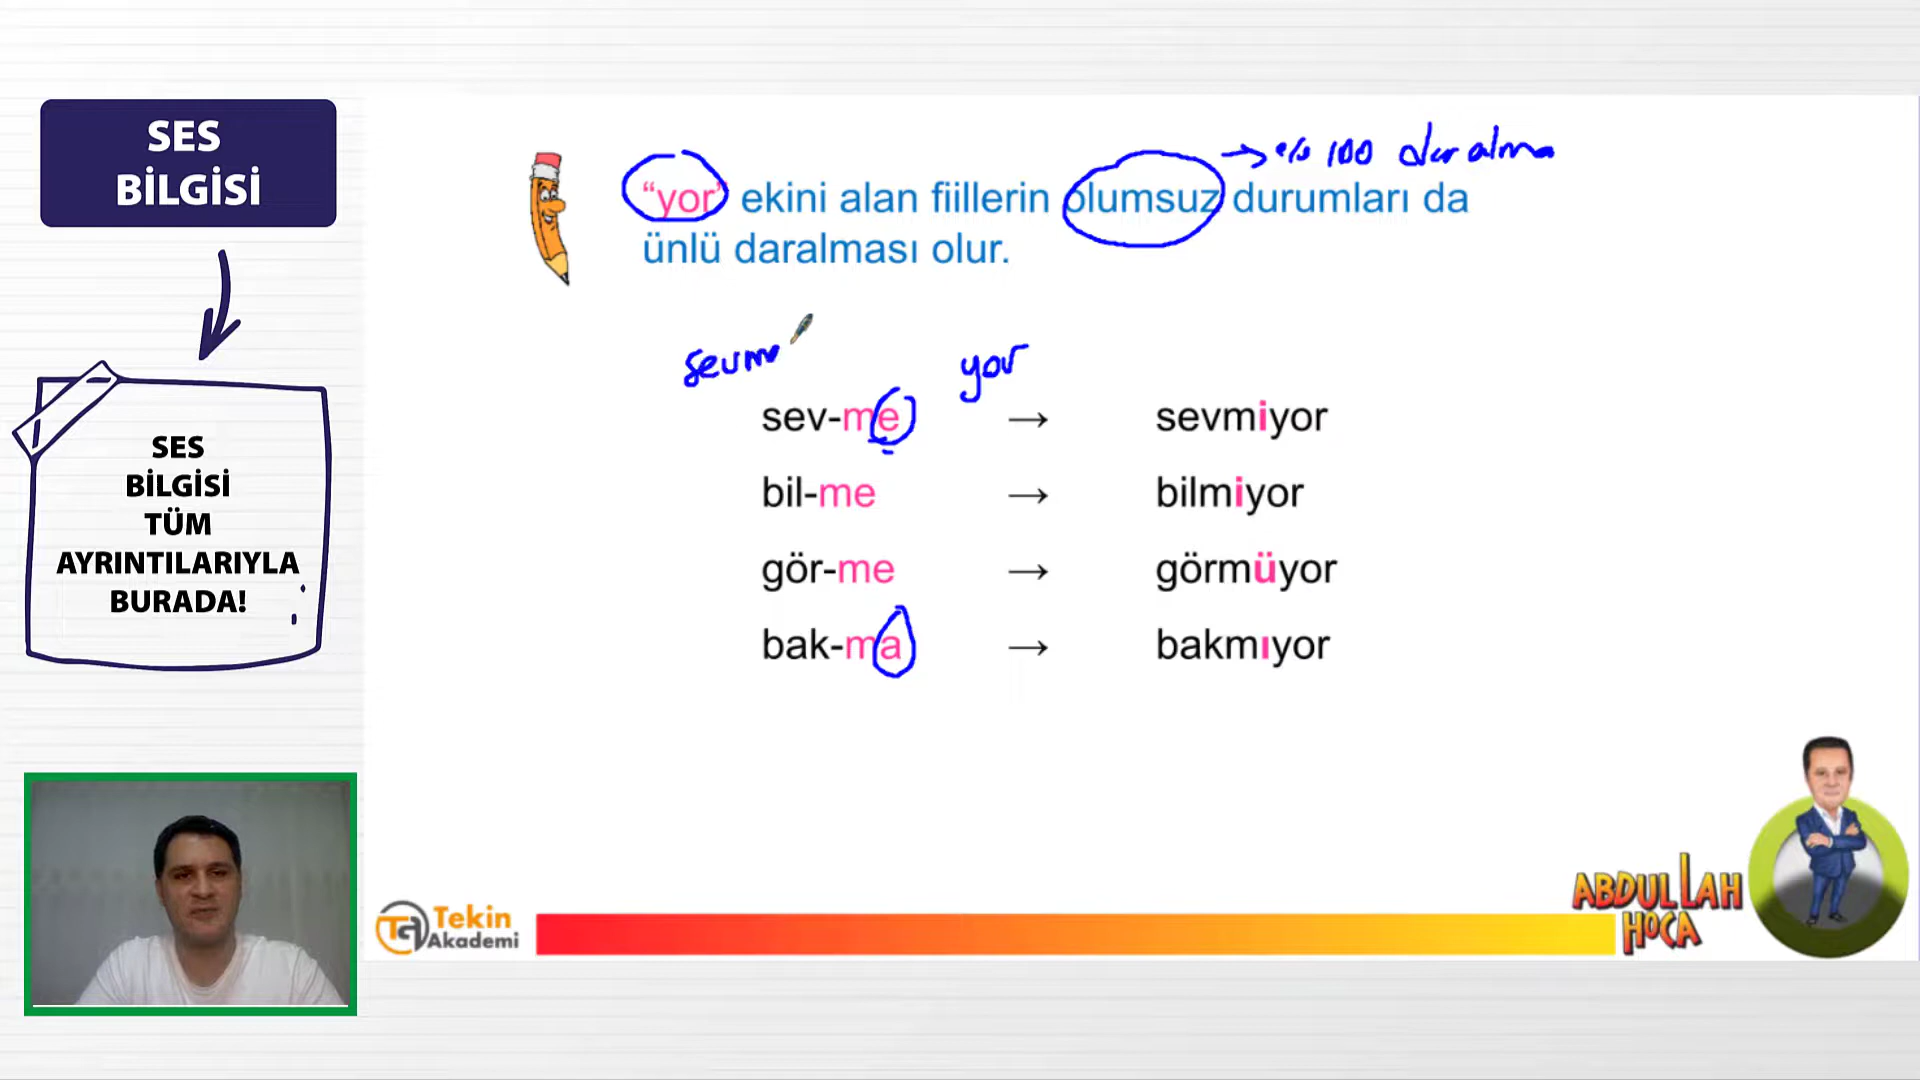 SES
BİLGİSİ
SES
BİLGİSİ
TÜM
AYRINTILARIYLA
BURADA!
→ % 100 daralma
“yor” ekini alan fiillerin olumsuz durumları da
ünlü daralması olur.
sevm yor
sev-me → sevmiyor
bil-me → bilmiyor
gör-me → görmüyor
bak-ma → bakmıyor
Tekin
Akademi
ABDULLAH
HOCA